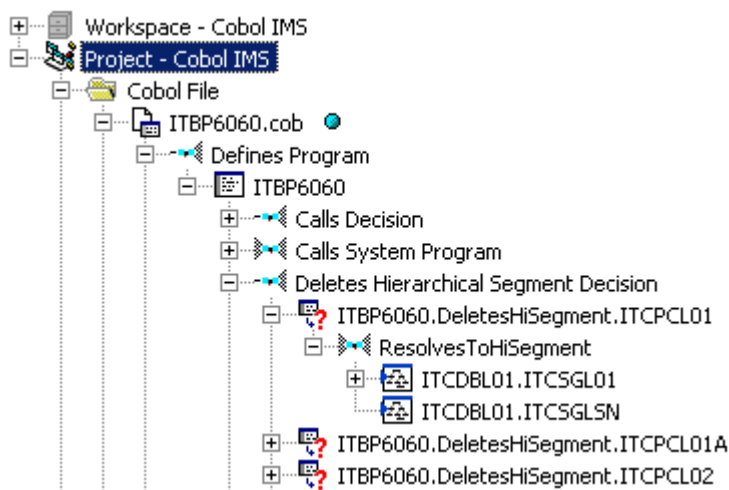 Workspace - Cobol IMS
Project - Cobol IMS
Cobol File
ITBP6060.cob
Defines Program
ITBP6060
Calls Decision
Calls System Program
Deletes Hierarchical Segment Decision
ITBP6060.DeletesHiSegment.ITCPCL01
ResolvesToHiSegment
ITCDBL01.ITCSGL01
ITCDBL01.ITCSGLSN
ITBP6060.DeletesHiSegment.ITCPCL01A
ITBP6060.DeletesHiSegment.ITCPCL02